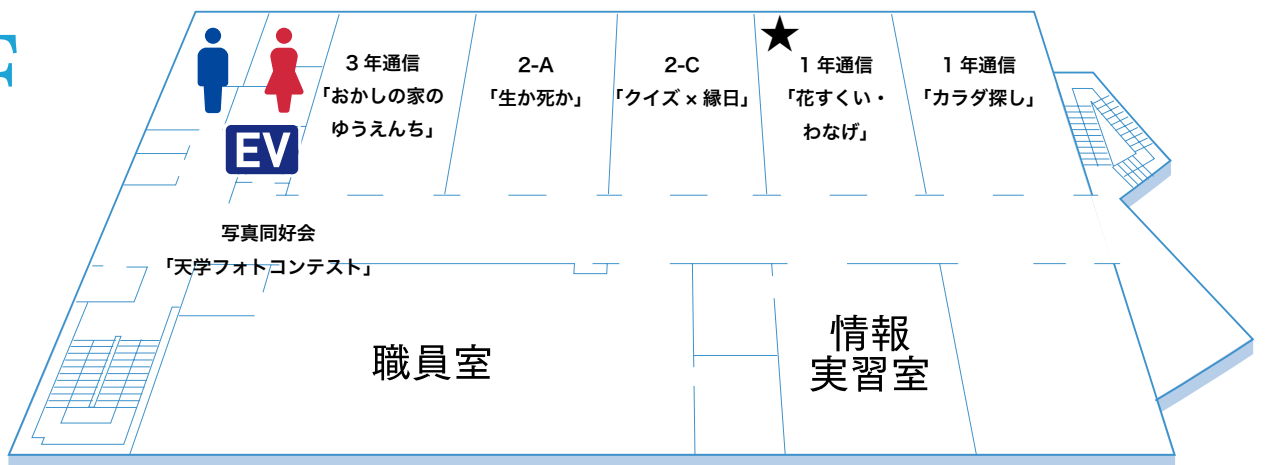 F
3 年通信
「おかしの家の
ゆうえんち」
2-A
「生か死か」
2-C
「クイズ × 縁日」
★
1 年通信
「花すくい・
わなげ」
1 年通信
「カラダ探し」
EV
写真同好会
「天学フォトコンテスト」
職員室
情報
実習室